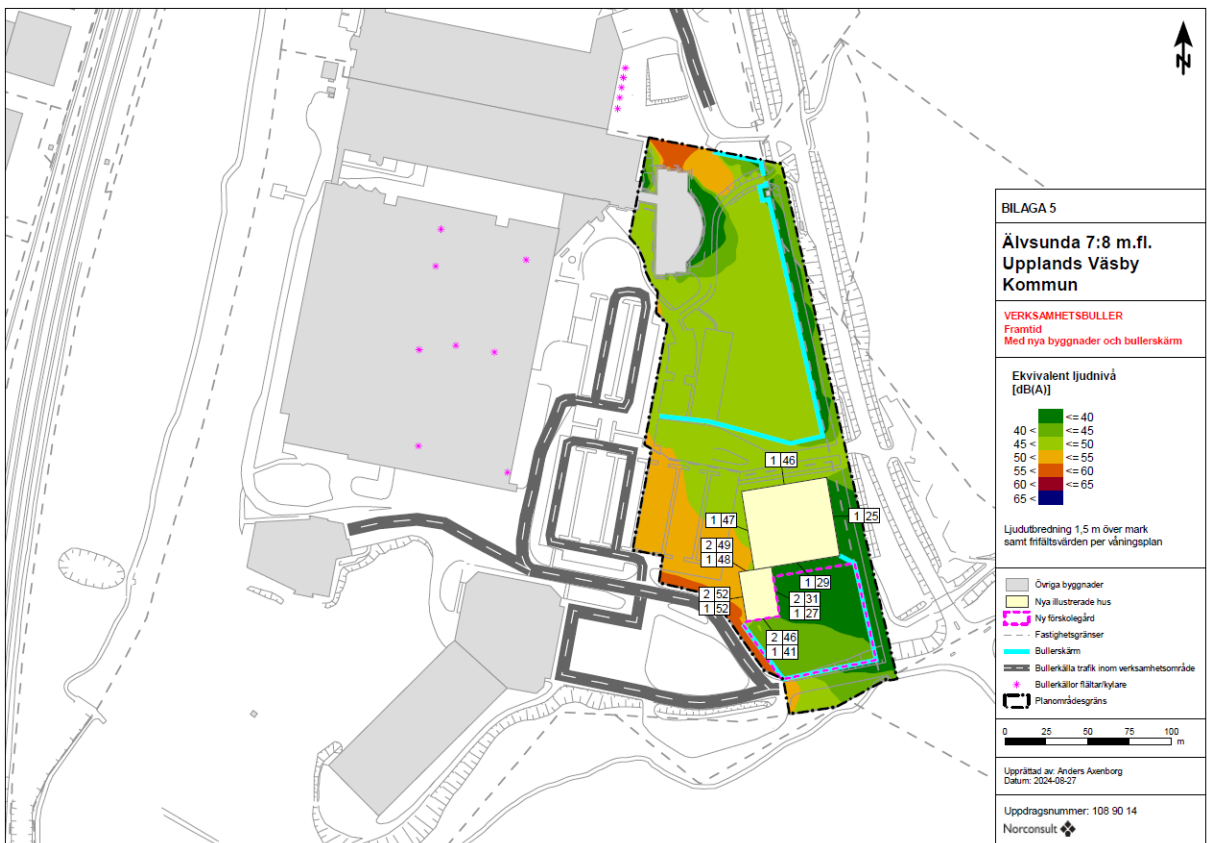 N
BILAGA 5
Älvsunda 7:8 m.fl.
Upplands Väsby
Kommun
VERKSAMHETSBULLER
Framtid
Med nya byggnader och bullerskärm
Ekvivalent ljudnivå
[dB(A)]
<= 40
40 < <= 45
45 < <= 50
50 < <= 55
55 < <= 60
60 < <= 65
65 <
Ljudutbredning 1,5 m över mark
samt frifältsvärden per våningsplan
Övriga byggnader
Nya illustrerade hus
Ny förskolegård
Fastighetsgränser
Bullerskärm
Bullerkälla trafik inom verksamhetsområde
Bullerkällor fläktar/kylare
Planområdesgräns
0 25 50 75 100
m
Upprättad av: Anders Axenborg
Datum: 2024-08-27
Uppdragsnummer: 108 90 14
Norconsult
1 46
1 25
1 47
2 49
1 48
1 29
2 31
1 27
2 52
1 52
2 46
1 41